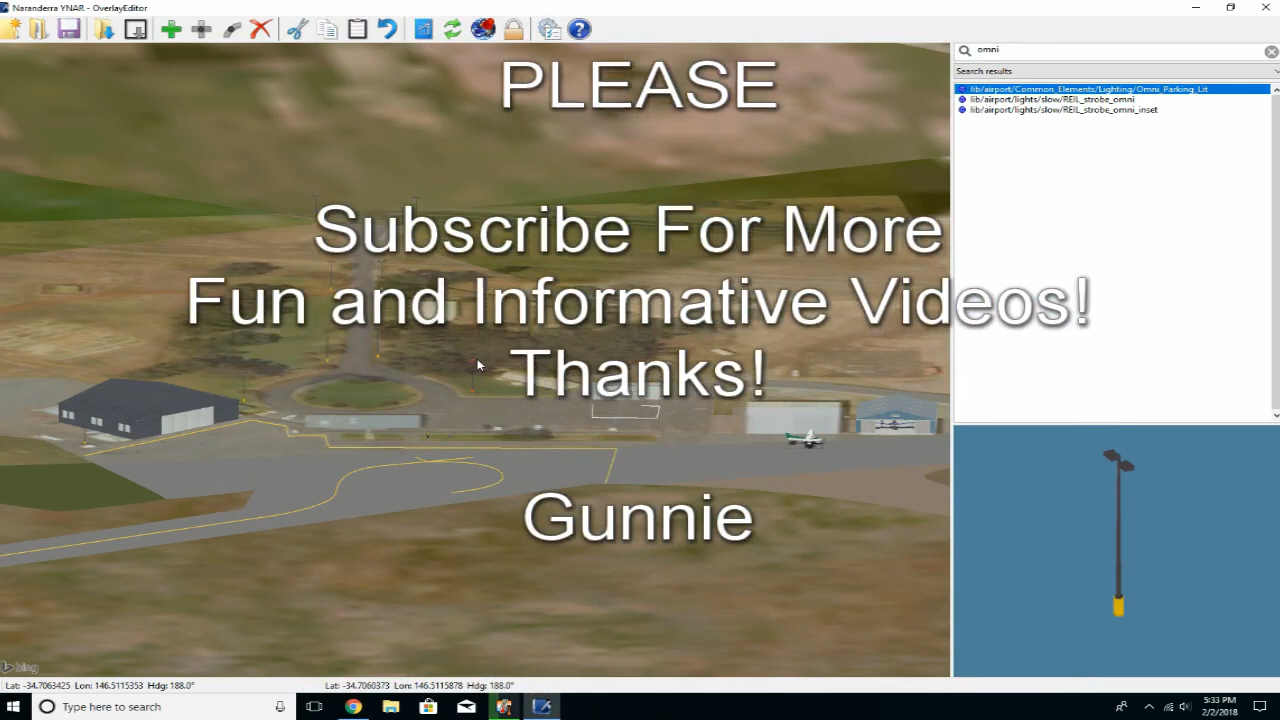 Naranderra YNAR - OverlayEditor
omni
Search results
lib/airport/Common_Elements/Lighting/Omni_Parking_Lit
lib/airport/lights/slow/REIL_strobe_omni
lib/airport/lights/slow/REIL_strobe_omni_inset
PLEASE
Subscribe For More
Fun and Informative Videos!
Thanks!
Gunnie
bing
Lat: -34.7063425 Lon: 146.5115353 Hdg: 188.0°
Lat: -34.7060373 Lon: 146.5115878 Hdg: 188.0°
Type here to search
5:33 PM
2/2/2018